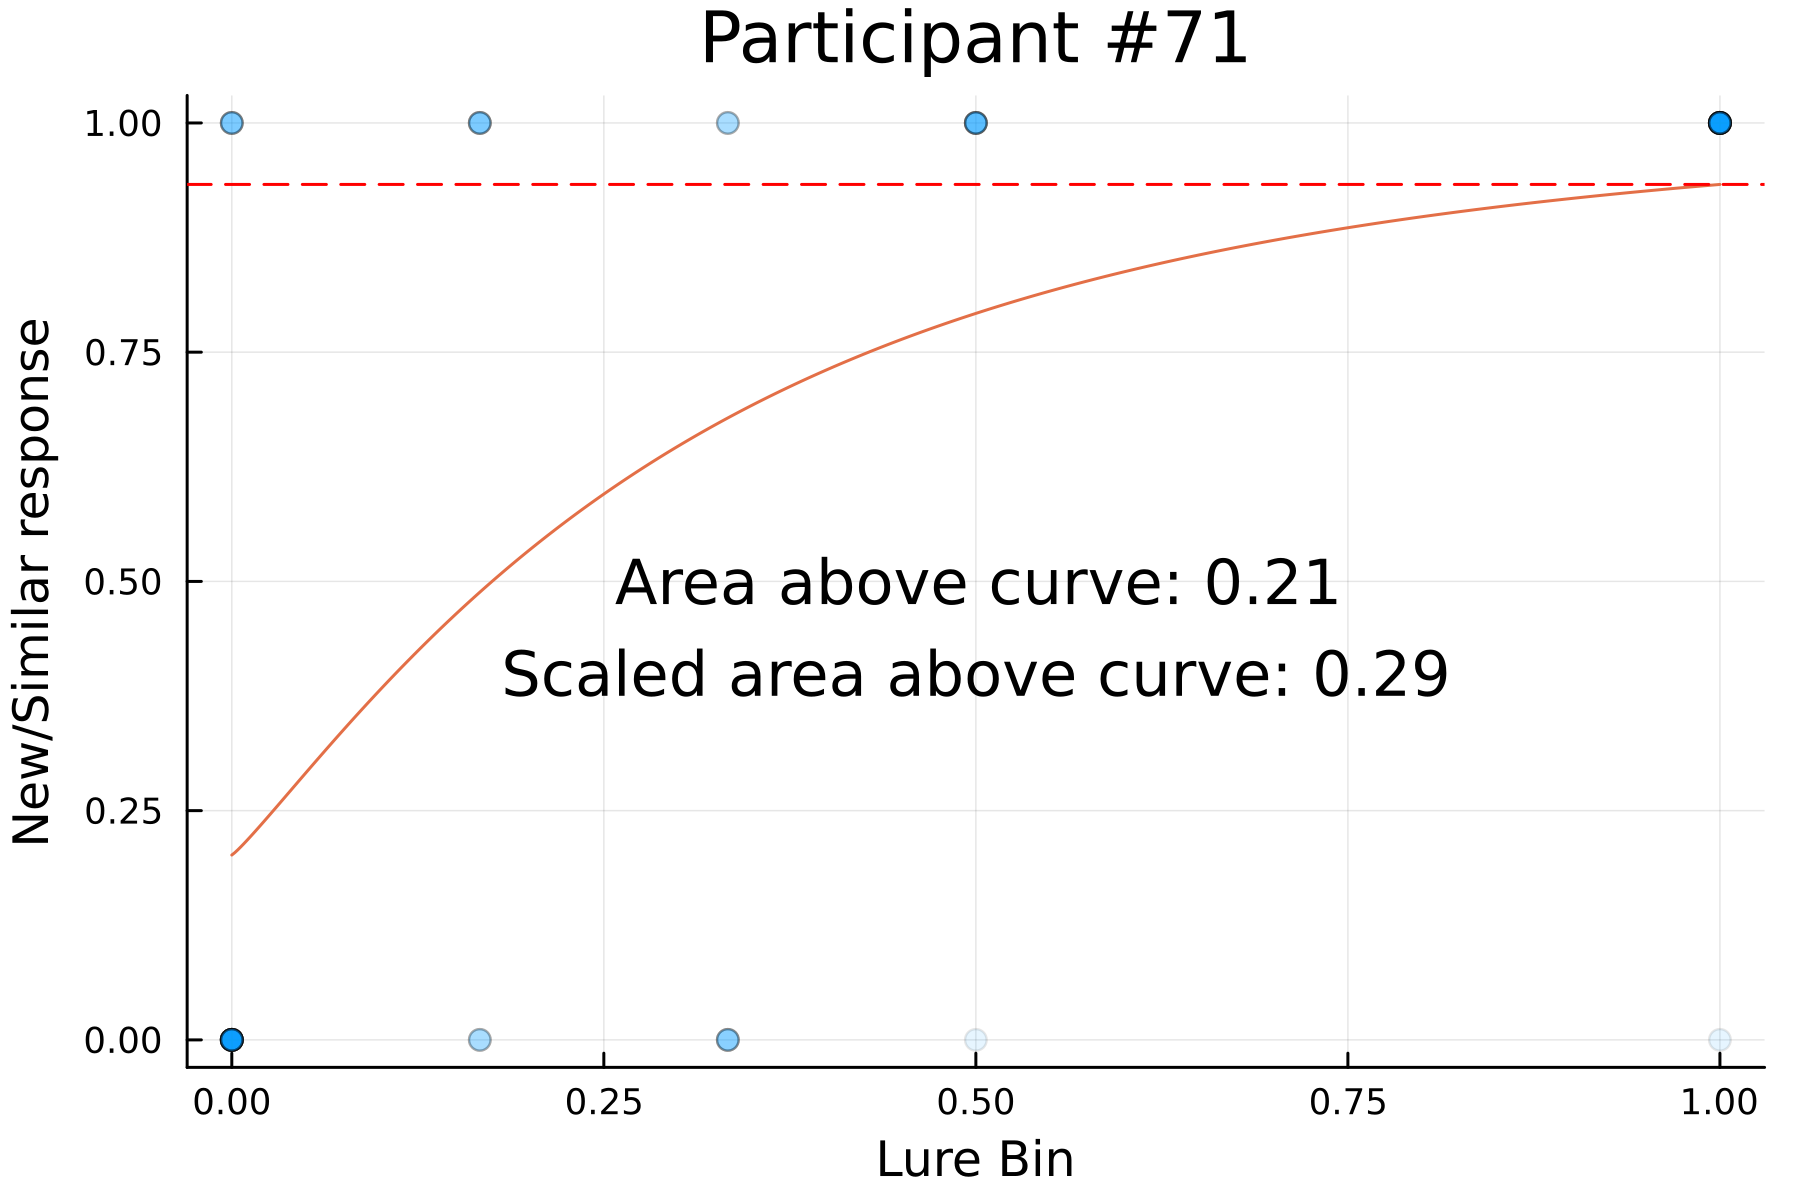 Participant #71
1.00
0.75
0.50
0.25
0.00
New/Similar response
Area above curve: 0.21
Scaled area above curve: 0.29
0.00 0.25 0.50 0.75 1.00
Lure Bin